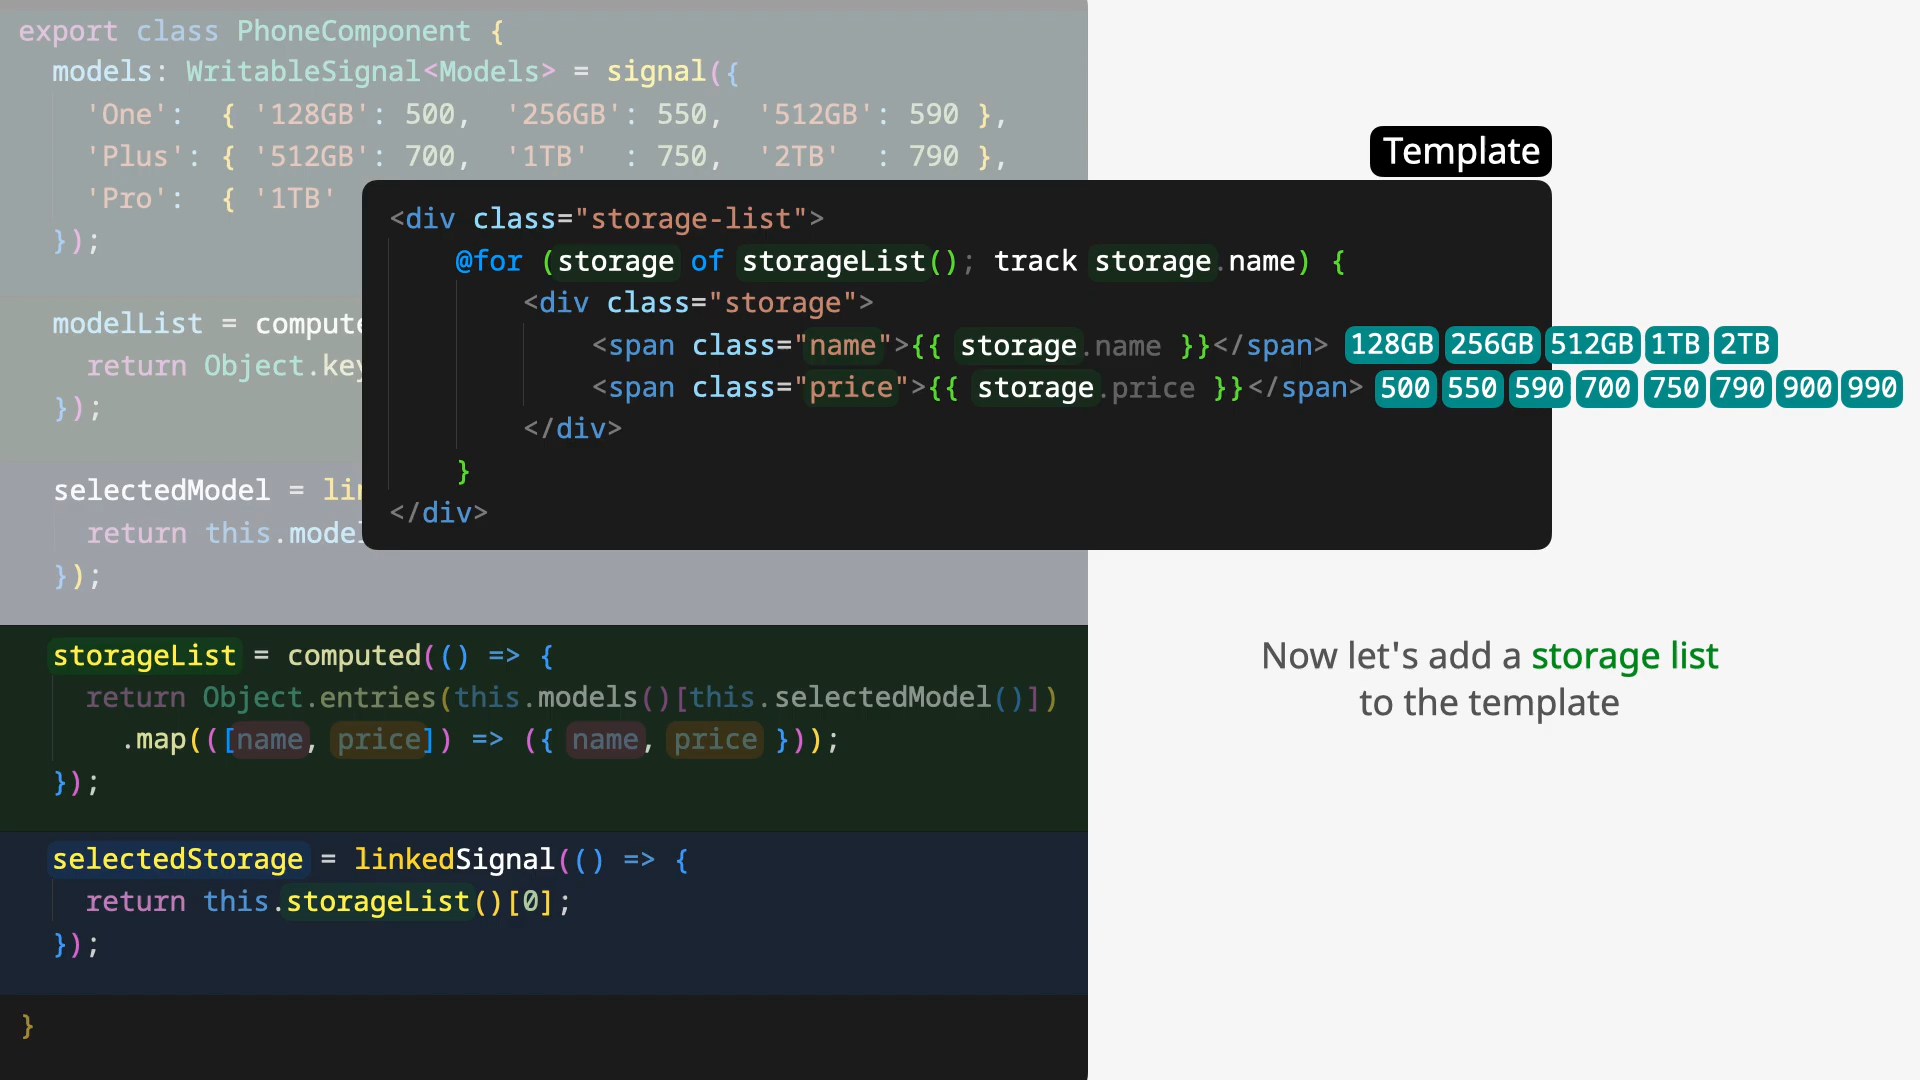 export class PhoneComponent {
models: WritableSignal<Models> = signal({
'One': { '128GB': 500, '256GB': 550, '512GB': 590 },
'Plus': { '512GB': 700, '1TB' : 750, '2TB' : 790 },
'Pro': { '1TB'
});
modelList = compute
return Object.key
});
selectedModel = lin
return this.model
});
Template
<div class="storage-list">
@for (storage of storageList(); track storage.name) {
<div class="storage">
<span class="name">{{ storage.name }}</span> 128GB 256GB 512GB 1TB 2TB
<span class="price">{{ storage.price }}</span> 500 550 590 700 750 790 900 990
</div>
}
</div>
storageList = computed(() => {
return Object.entries(this.models()[this.selectedModel()])
.map(([name, price]) => ({ name, price }));
});
selectedStorage = linkedSignal(() => {
return this.storageList()[0];
});
}
Now let's add a storage list
to the template